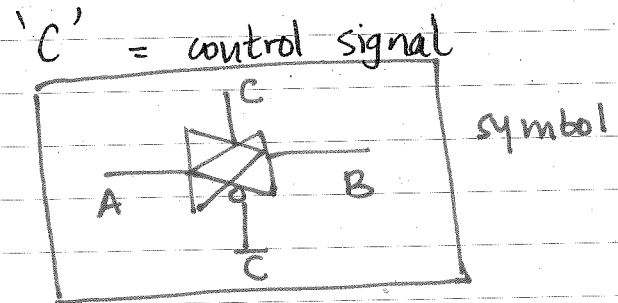 'C' = control signal
C
symbol
A
B
C̅